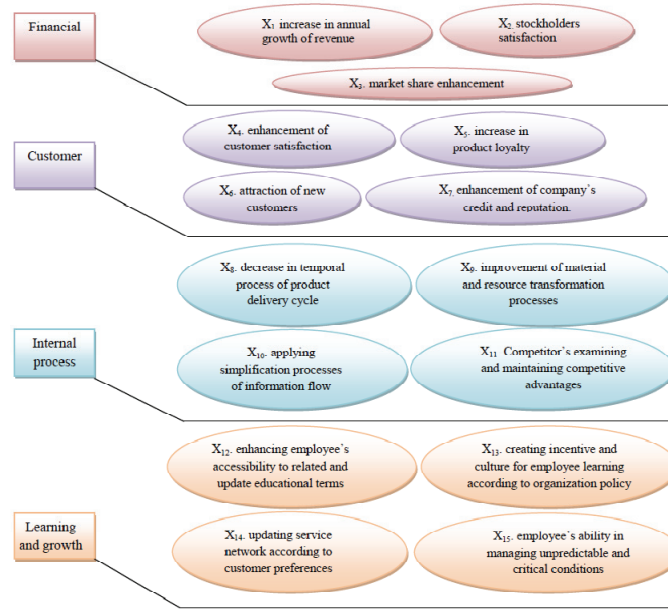 Financial
X1 increase in annual
growth of revenue
X2. stockholders
satisfaction
X3. market share enhancement
Customer
X4. enhancement of
customer satisfaction
X5. increase in
product loyalty
X6. attraction of new
customers
X7. enhancement of company's
credit and reputation.
Internal
process
X8. decrease in temporal
process of product
delivery cycle
X9. improvement of material
and resource transformation
processes
X10. applying
simplification processes
of information flow
X11. Competitor's examining
and maintaining competitive
advantages
Learning
and growth
X12. enhancing employee's
accessibility to related and
update educational terms
X13. creating incentive and
culture for employee learning
according to organization policy
X14. updating service
network according to
customer preferences
X15. employee's ability in
managing unpredictable and
critical conditions